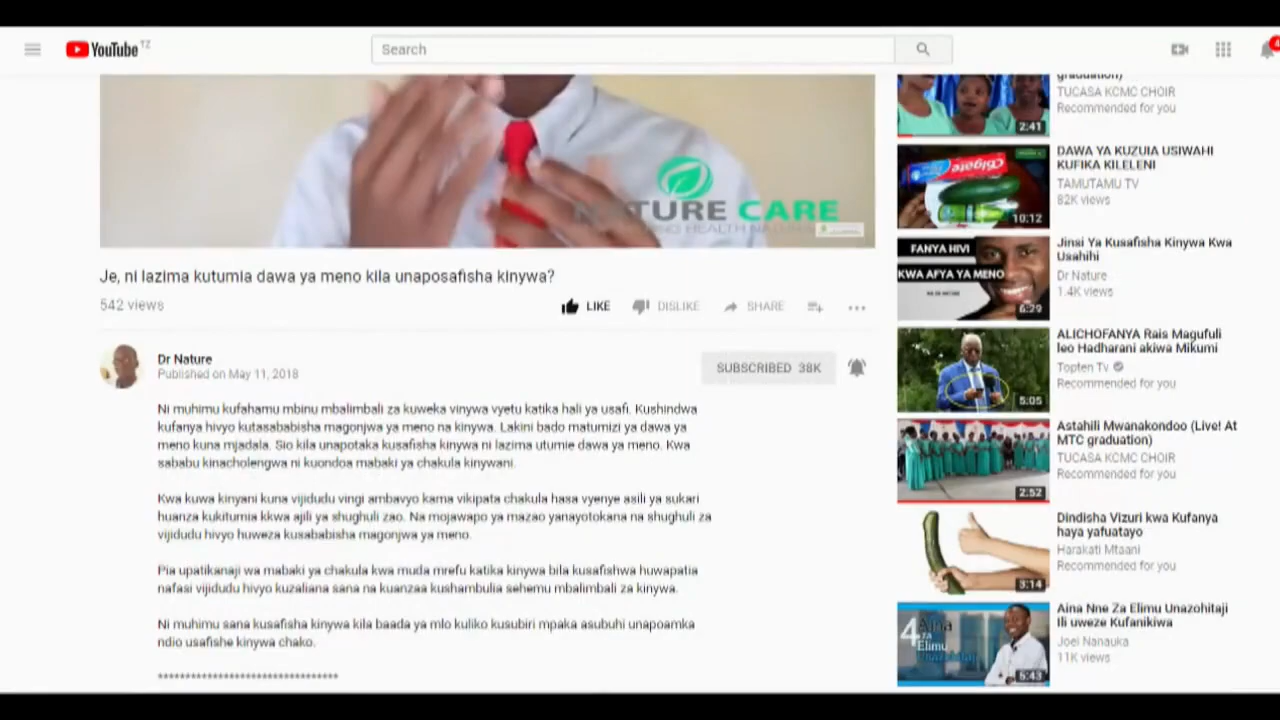 YouTube TZ
Search
4
NATURE CARE
Je, ni lazima kutumia dawa ya meno kila unaposafisha kinywa?
542 views
LIKE
DISLIKE
SHARE
Dr Nature
Published on May 11, 2018
SUBSCRIBED 38K
Ni muhimu kufahamu mbinu mbalimbali za kuweka vinywa vyetu katika hali ya usafi. Kushindwa
kufanya hivyo kutasababisha magonjwa ya meno na kinywa. Lakini bado matumizi ya dawa ya
meno kuna mjadala. Sio kila unapotaka kusafisha kinywa ni lazima utumie dawa ya meno. Kwa
sababu kinacholengwa ni kuondoa mabaki ya chakula kinywani.
Kwa kuwa kinyani kuna vijidudu vingi ambavyo kama vikipata chakula hasa vyenye asili ya sukari
huanza kukitumia kkwa ajili ya shughuli zao. Na mojawapo ya mazao yanayotokana na shughuli za
vijidudu hivyo huweza kusababisha magonjwa ya meno.
Pia upatikanaji wa mabaki ya chakula kwa muda mrefu katika kinywa bila kusafishwa huwapatia
nafasi vijidudu hivyo kuzaliana sana na kuanzaa kushambulia sehemu mbalimbali za kinywa.
Ni muhimu sana kusafisha kinywa kila baada ya mlo kuliko kusubiri mpaka asubuhi unapoamka
ndio usafishe kinywa chako.
*********************************
graduation)
TUCASA KCMC CHOIR
Recommended for you
2:41
DAWA YA KUZUIA USIWAHI
KUFIKA KILELENI
TAMUTAMU TV
82K views
Colgate
10:12
Jinsi Ya Kusafisha Kinywa Kwa
Usahihi
Dr Nature
1.4K views
FANYA HIVI
KWA AFYA YA MENO
6:29
ALICHOFANYA Rais Magufuli
leo Hadharani akiwa Mikumi
Topten Tv
Recommended for you
5:05
Astahili Mwanakondoo (Live! At
MTC graduation)
TUCASA KCMC CHOIR
Recommended for you
2:52
Dindisha Vizuri kwa Kufanya
haya yafuatayo
Harakati Mtaani
Recommended for you
3:14
Aina Nne Za Elimu Unazohitaji
Ili uweze Kufanikiwa
Joel Nanauka
11K views
4 Aina
za
Elimu
Unazohitaji
5:43